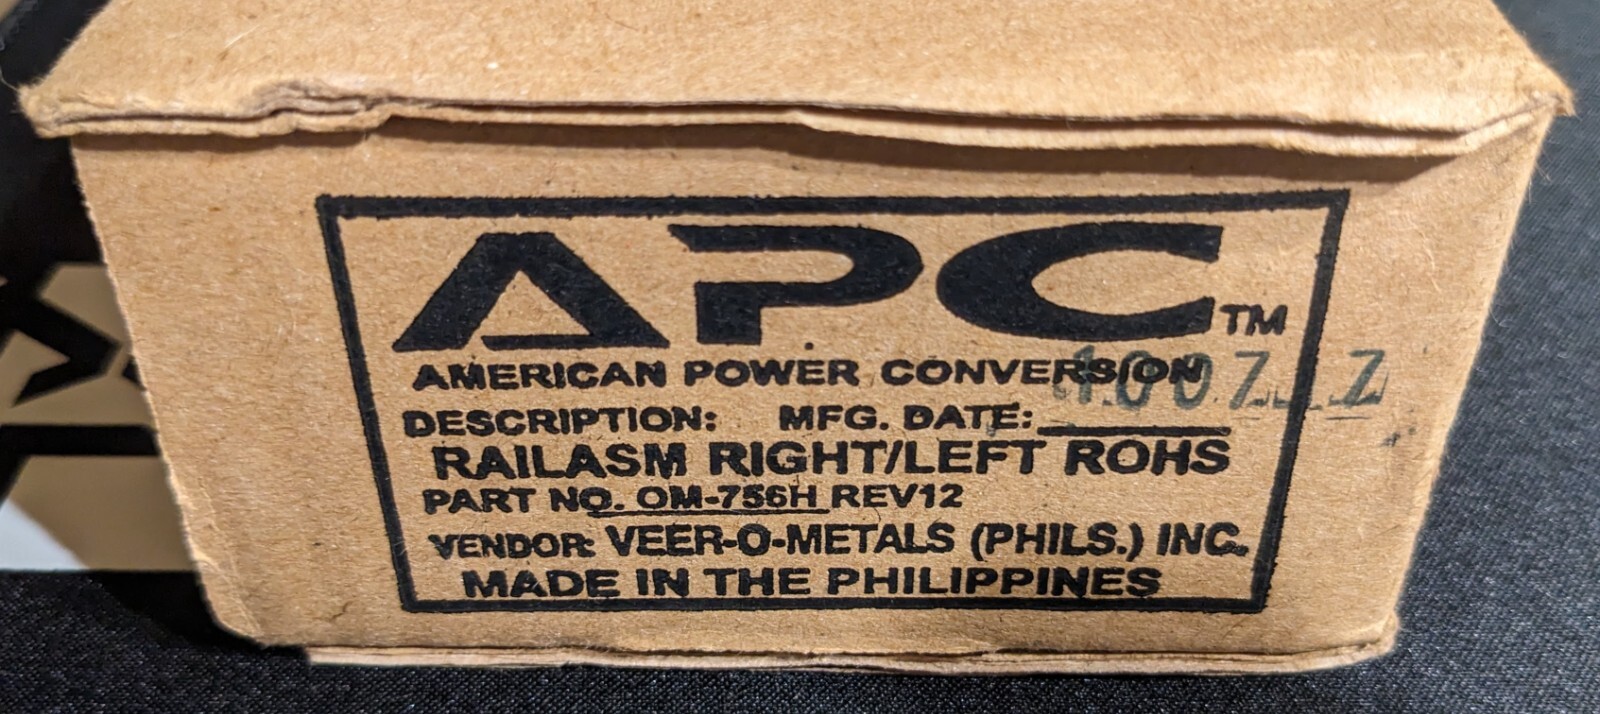 APC™
AMERICAN POWER CONVERSION
DESCRIPTION: MFG. DATE:
RAILASM RIGHT/LEFT ROHS
PART NO. OM-756H REV12
VENDOR: VEER-O-METALS (PHILS.) INC.
MADE IN THE PHILIPPINES